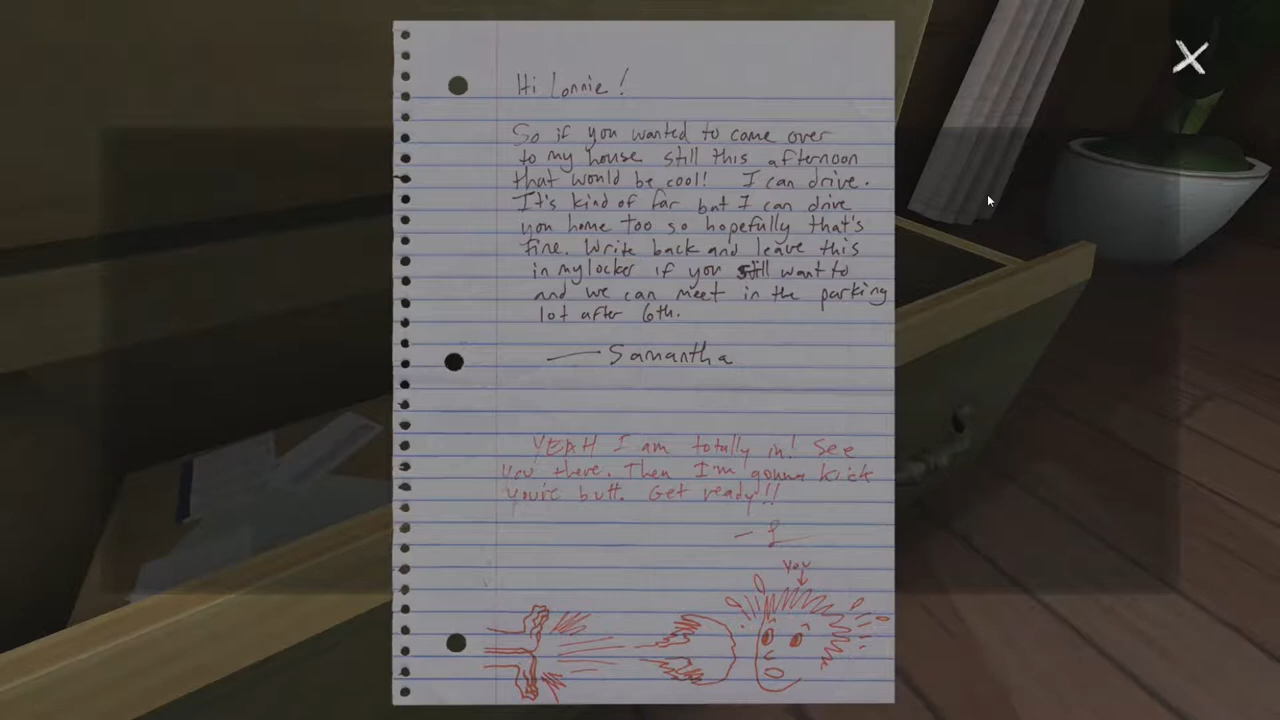 Hi Lonnie!
So if you wanted to come over
to my house still this afternoon
that would be cool! I can drive.
It's kind of far but I can drive
you home too so hopefully that's
fine. Write back and leave this
in my locker if you still want to
and we can meet in the parking
lot after 6th.
— Samantha
YEAH I am totally in! See
you there. Then I'm gonna kick
youre butt. Get ready!!
- L
you